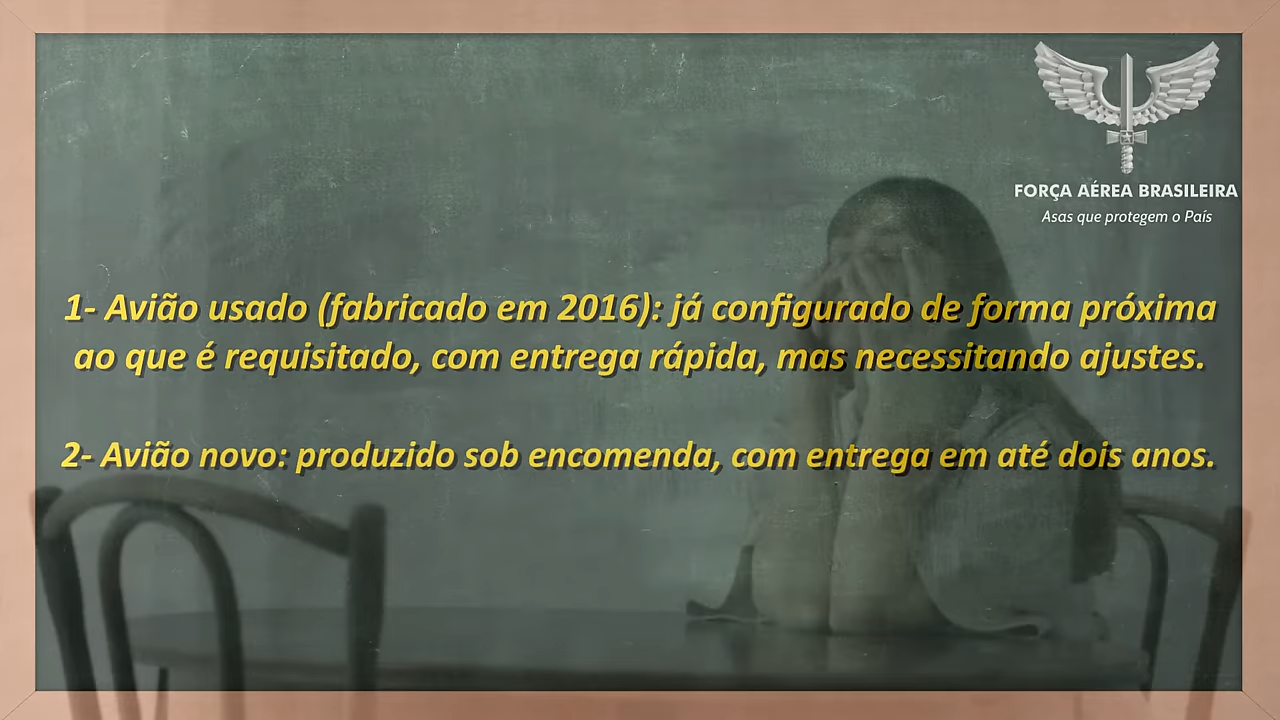 FORÇA AÉREA BRASILEIRA
Asas que protegem o País
1- Avião usado (fabricado em 2016): já configurado de forma próxima
ao que é requisitado, com entrega rápida, mas necessitando ajustes.
2- Avião novo: produzido sob encomenda, com entrega em até dois anos.